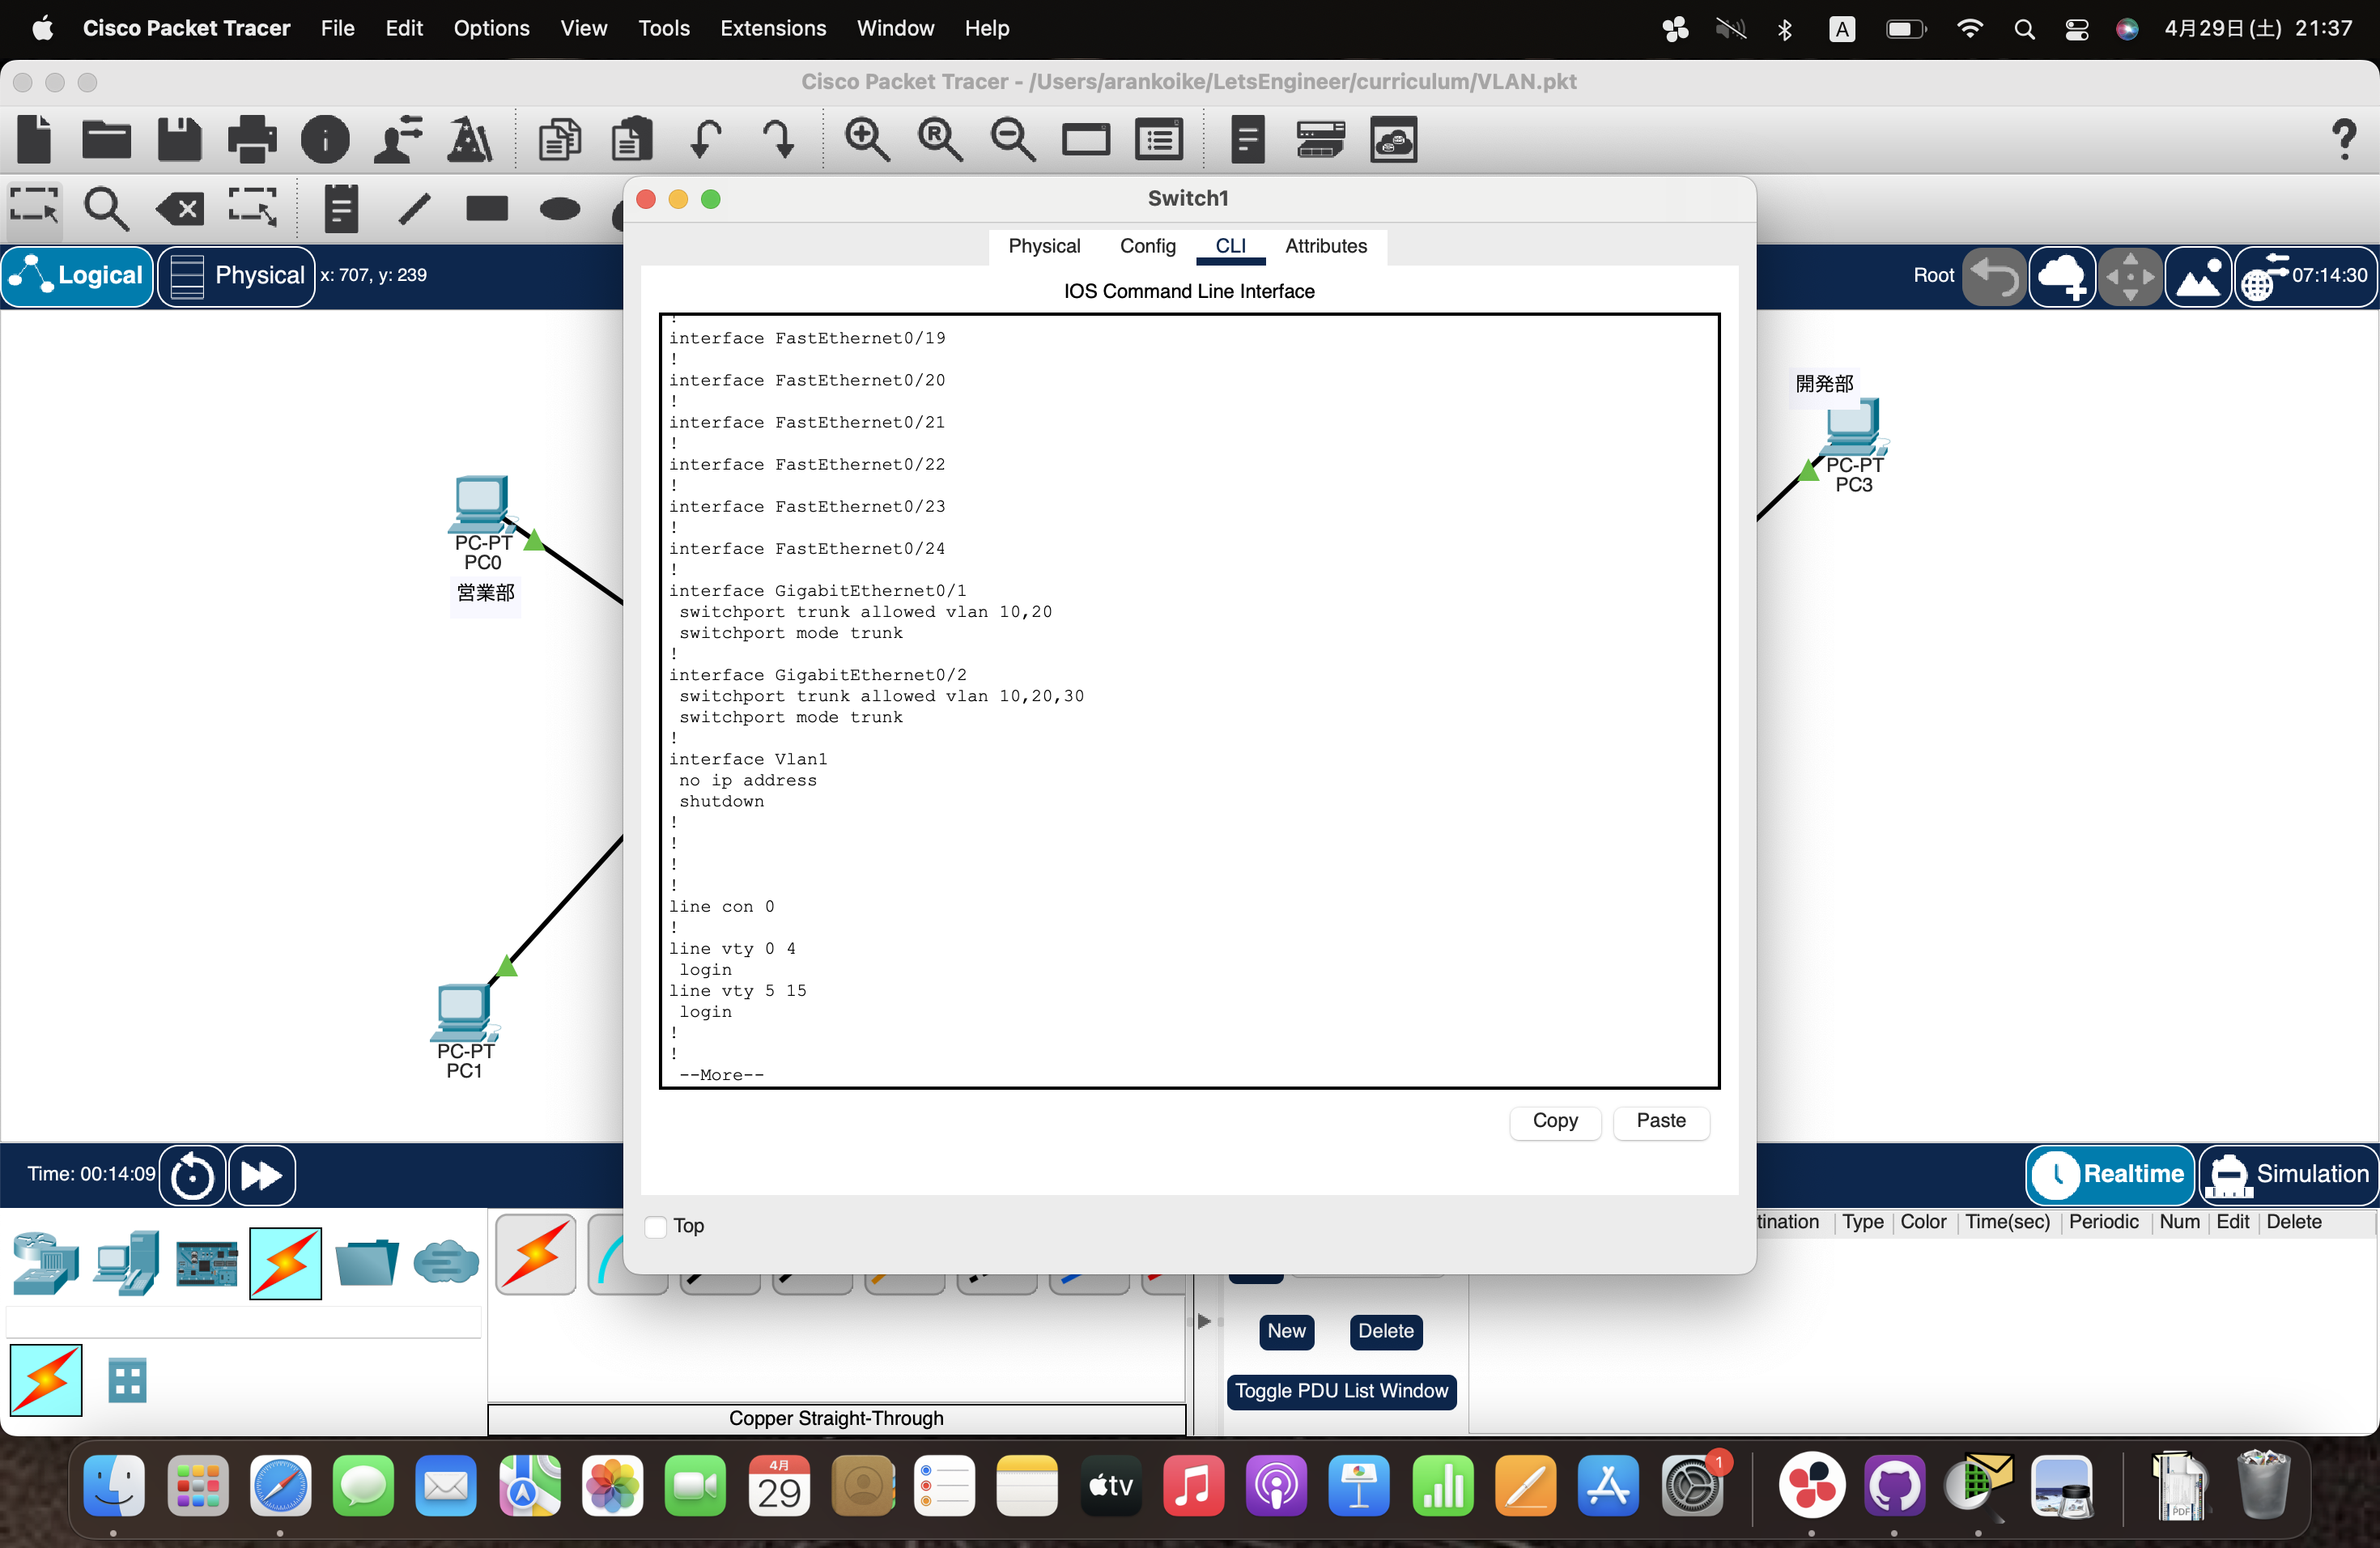 Cisco Packet Tracer File Edit Options View Tools Extensions Window Help A 4月29日(土) 21:37
Cisco Packet Tracer - /Users/arankoike/LetsEngineer/curriculum/VLAN.pkt
Switch1
Physical Config CLI Attributes
Logical Physical x: 707, y: 239
Root 07:14:30
IOS Command Line Interface
!
interface FastEthernet0/19
!
interface FastEthernet0/20
!
interface FastEthernet0/21
!
interface FastEthernet0/22
!
interface FastEthernet0/23
!
interface FastEthernet0/24
!
interface GigabitEthernet0/1
switchport trunk allowed vlan 10,20
switchport mode trunk
!
interface GigabitEthernet0/2
switchport trunk allowed vlan 10,20,30
switchport mode trunk
!
interface Vlan1
no ip address
shutdown
!
!
!
!
line con 0
!
line vty 0 4
login
line vty 5 15
login
!
!
--More--
Copy Paste
Top
PC-PT
PC0
営業部
PC-PT
PC1
開発部
PC-PT
PC3
Time: 00:14:09
Realtime Simulation
tination Type Color Time(sec) Periodic Num Edit Delete
New Delete
Toggle PDU List Window
Copper Straight-Through
4月
29
tv
1
PDF